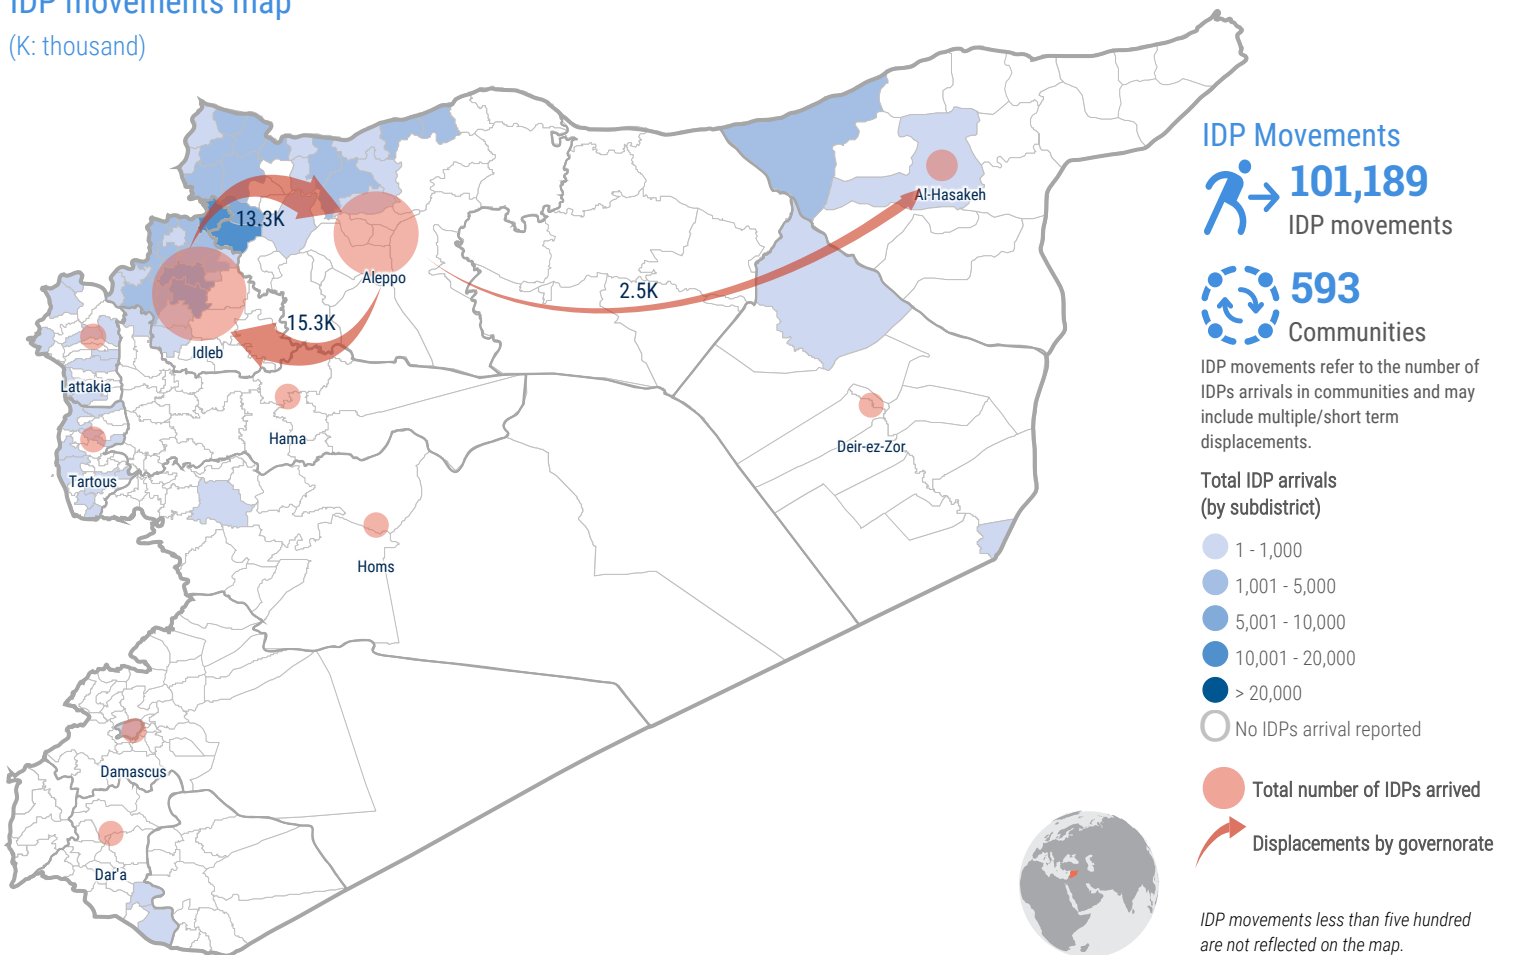 IDP movements map
(K: thousand)
13.3K
Aleppo
2.5K
Al-Hasakeh
15.3K
Idleb
Lattakia
Hama
Tartous
Deir-ez-Zor
Homs
Damascus
Dar'a
IDP Movements
101,189
IDP movements
593
Communities
IDP movements refer to the number of
IDPs arrivals in communities and may
include multiple/short term
displacements.
Total IDP arrivals
(by subdistrict)
1 - 1,000
1,001 - 5,000
5,001 - 10,000
10,001 - 20,000
> 20,000
No IDPs arrival reported
Total number of IDPs arrived
Displacements by governorate
IDP movements less than five hundred
are not reflected on the map.